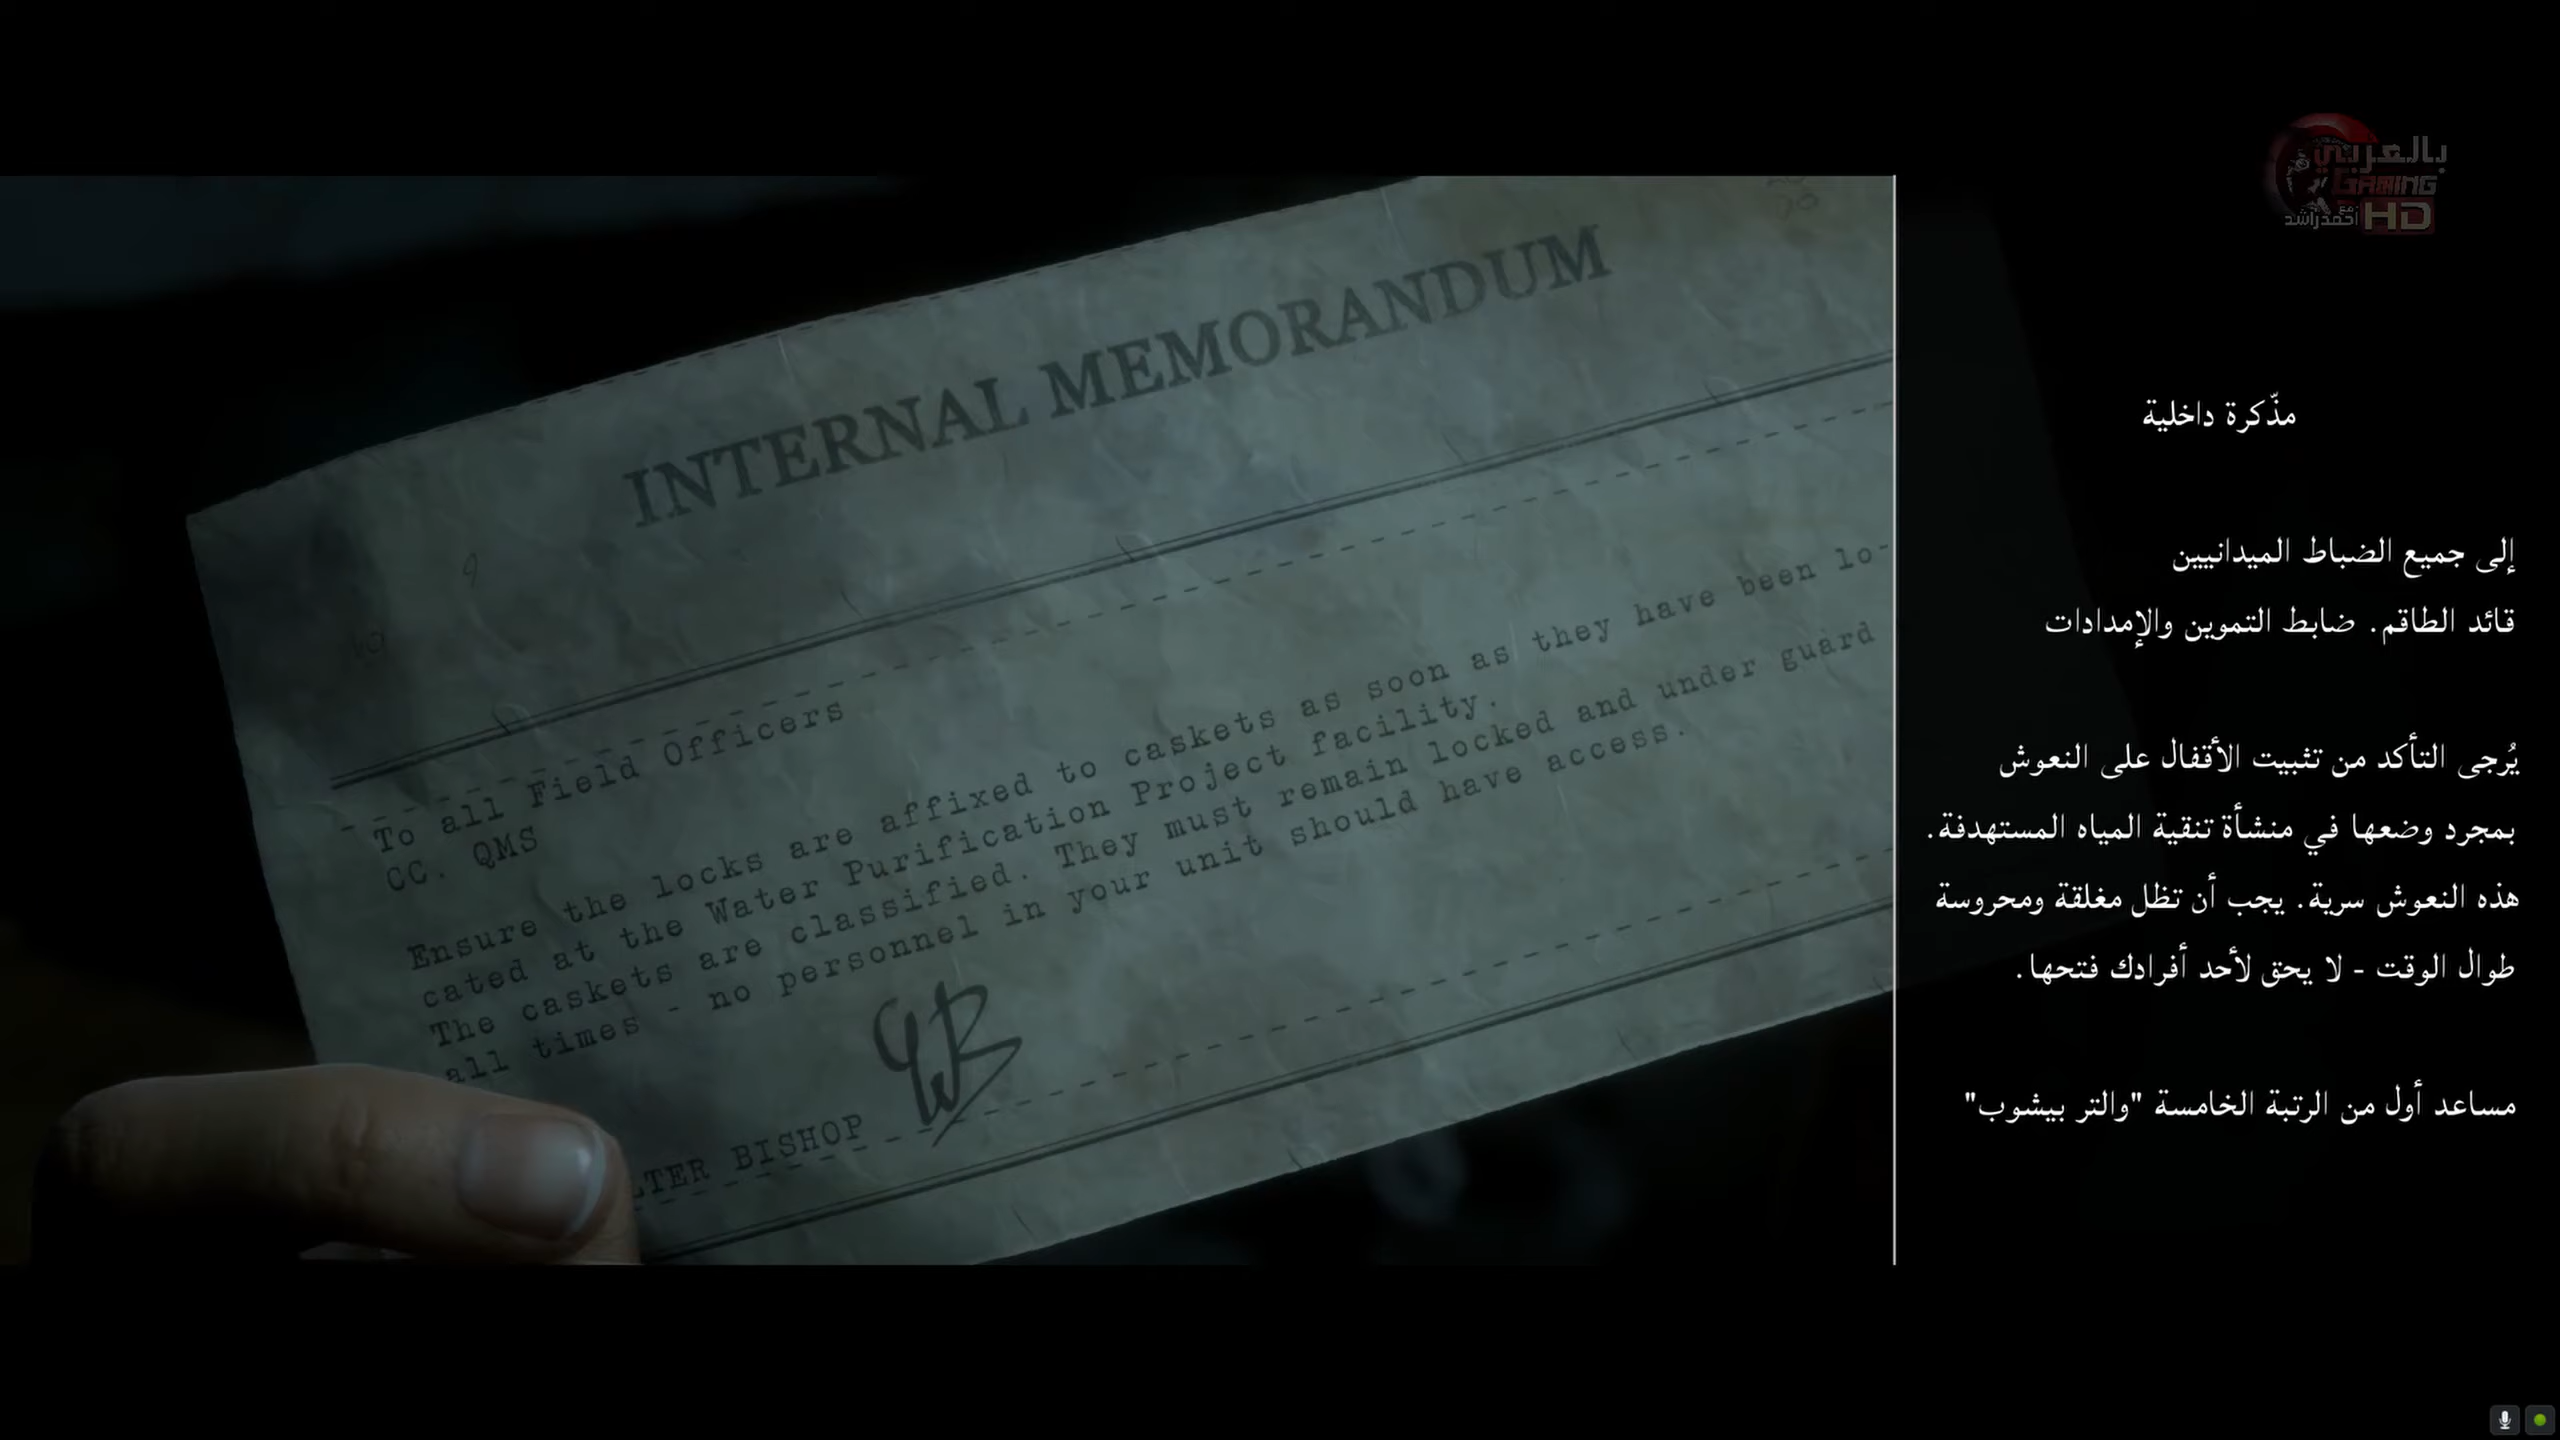 بالعربي
GAMING
مع
أحمد راشد HD
INTERNAL MEMORANDUM
To all Field Officers
CC. QMS
Ensure the locks are affixed to caskets as soon as they have been lo-
cated at the Water Purification Project facility.
The caskets are classified. They must remain locked and under guard
all times - no personnel in your unit should have access.
LTER BISHOP
WB
مذّكرة داخلية
إلى جميع الضباط الميدانيين
قائد الطاقم. ضابط التموين والإمدادات
يُرجى التأكد من تثبيت الأقفال على النعوش
بمجرد وضعها في منشأة تنقية المياه المستهدفة.
هذه النعوش سرية. يجب أن تظل مغلقة ومحروسة
طوال الوقت - لا يحق لأحد أفرادك فتحها.
مساعد أول من الرتبة الخامسة "والتر بيشوب"